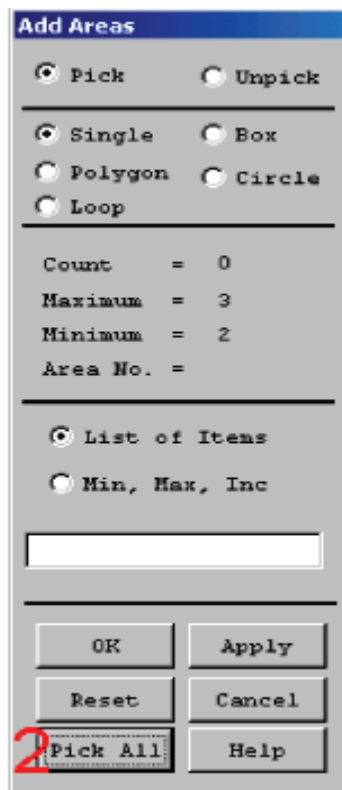 Add Areas
Pick Unpick
Single Box
Polygon Circle
Loop
Count = 0
Maximum = 3
Minimum = 2
Area No. =
List of Items
Min, Max, Inc
OK Apply
Reset Cancel
2 Pick All Help